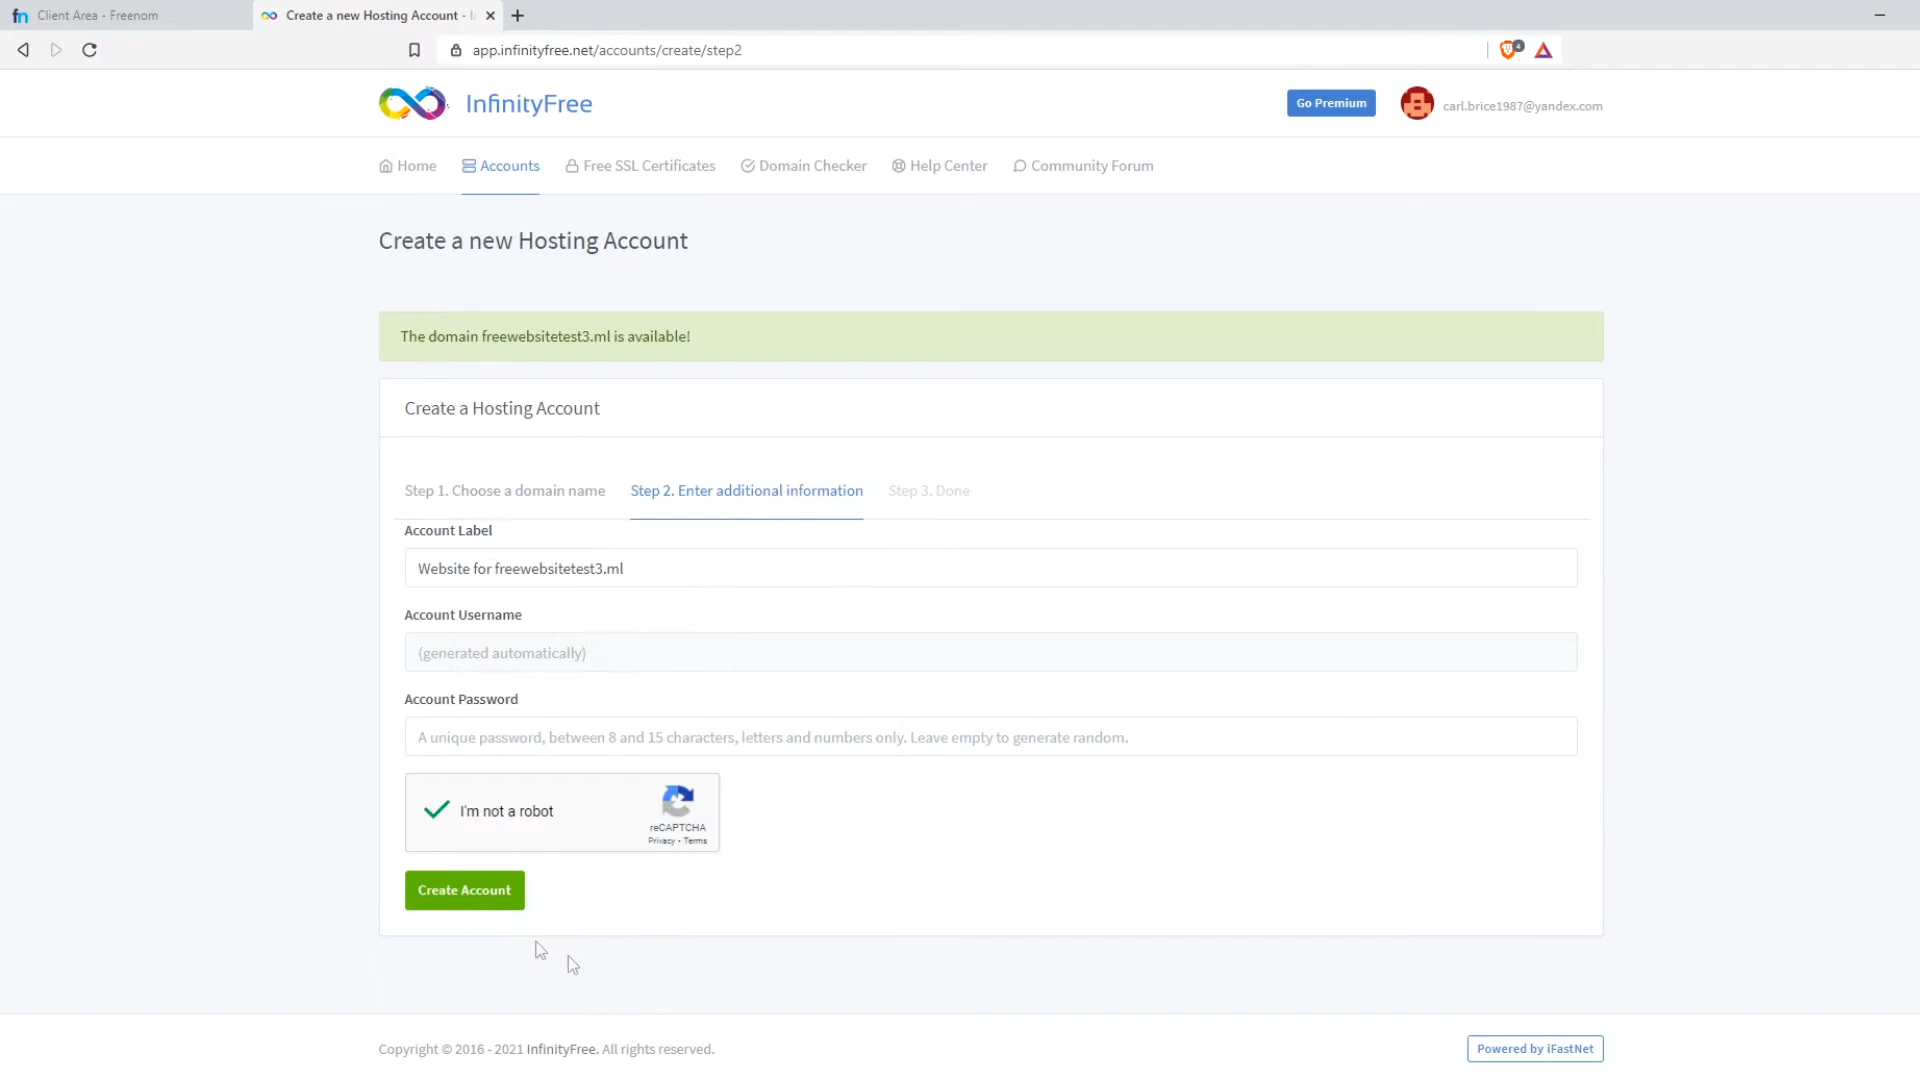 Client Area - Freenom
Create a new Hosting Account -
app.infinityfree.net/accounts/create/step2
4
InfinityFree
Go Premium
carl.brice1987@yandex.com
Home
Accounts
Free SSL Certificates
Domain Checker
Help Center
Community Forum
Create a new Hosting Account
The domain freewebsitetest3.ml is available!
Create a Hosting Account
Step 1. Choose a domain name
Step 2. Enter additional information
Step 3. Done
Account Label
Website for freewebsitetest3.ml
Account Username
(generated automatically)
Account Password
A unique password, between 8 and 15 characters, letters and numbers only. Leave empty to generate random.
I'm not a robot
reCAPTCHA
Privacy - Terms
Create Account
Copyright © 2016 - 2021 InfinityFree. All rights reserved.
Powered by iFastNet